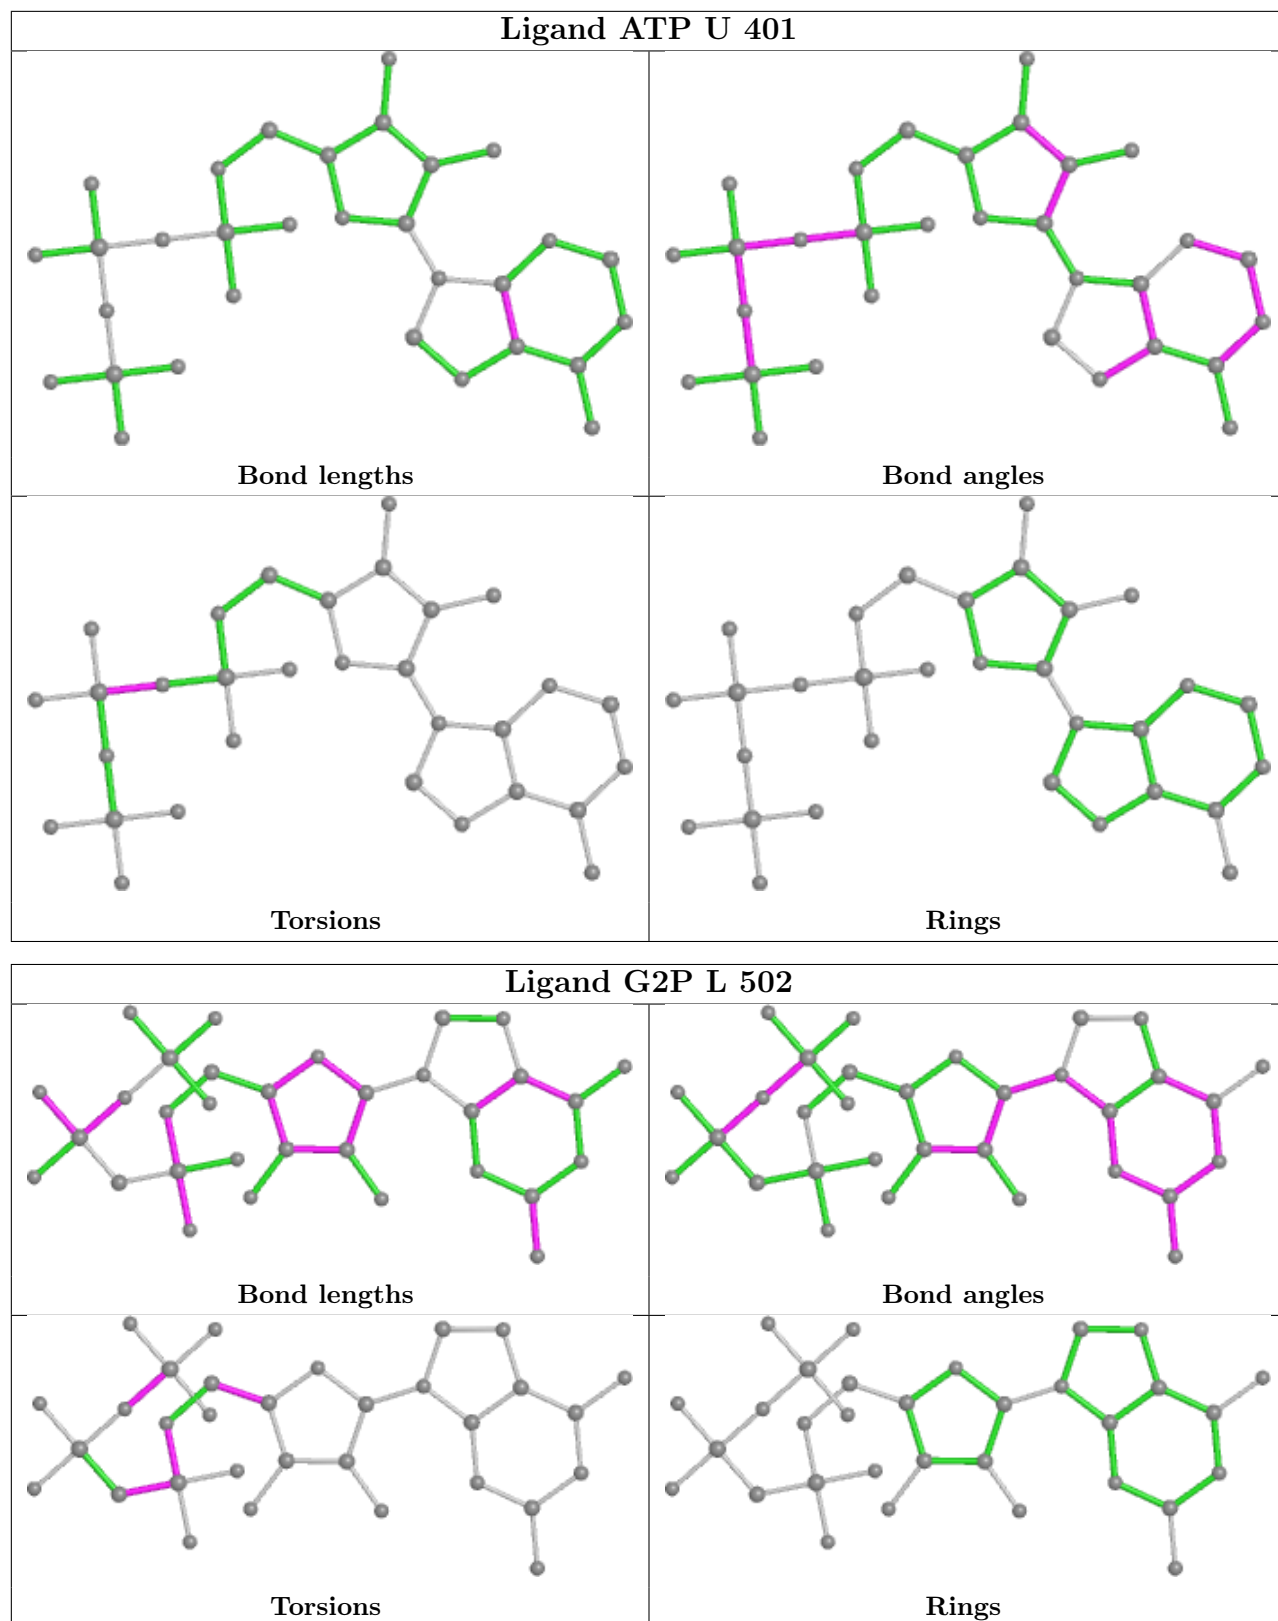 Ligand ATP U 401
Bond lengths
Bond angles
Torsions
Rings
Ligand G2P L 502
Bond lengths
Bond angles
Torsions
Rings